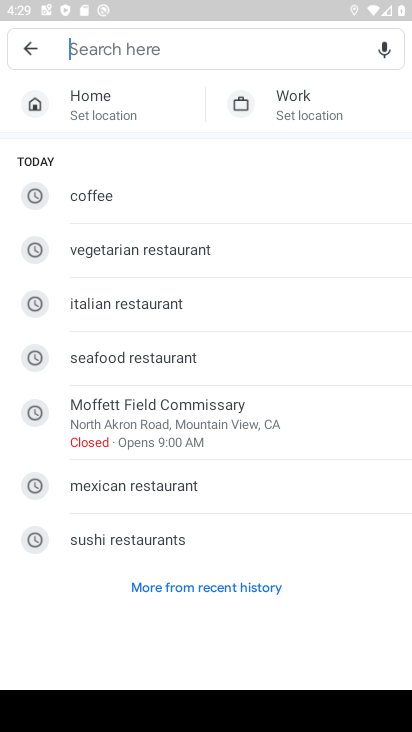 4:29
Search here
Home
Set location
Work
Set location
TODAY
coffee
vegetarian restaurant
italian restaurant
seafood restaurant
Moffett Field Commissary
North Akron Road, Mountain View, CA
Closed · Opens 9:00 AM
mexican restaurant
sushi restaurants
More from recent history